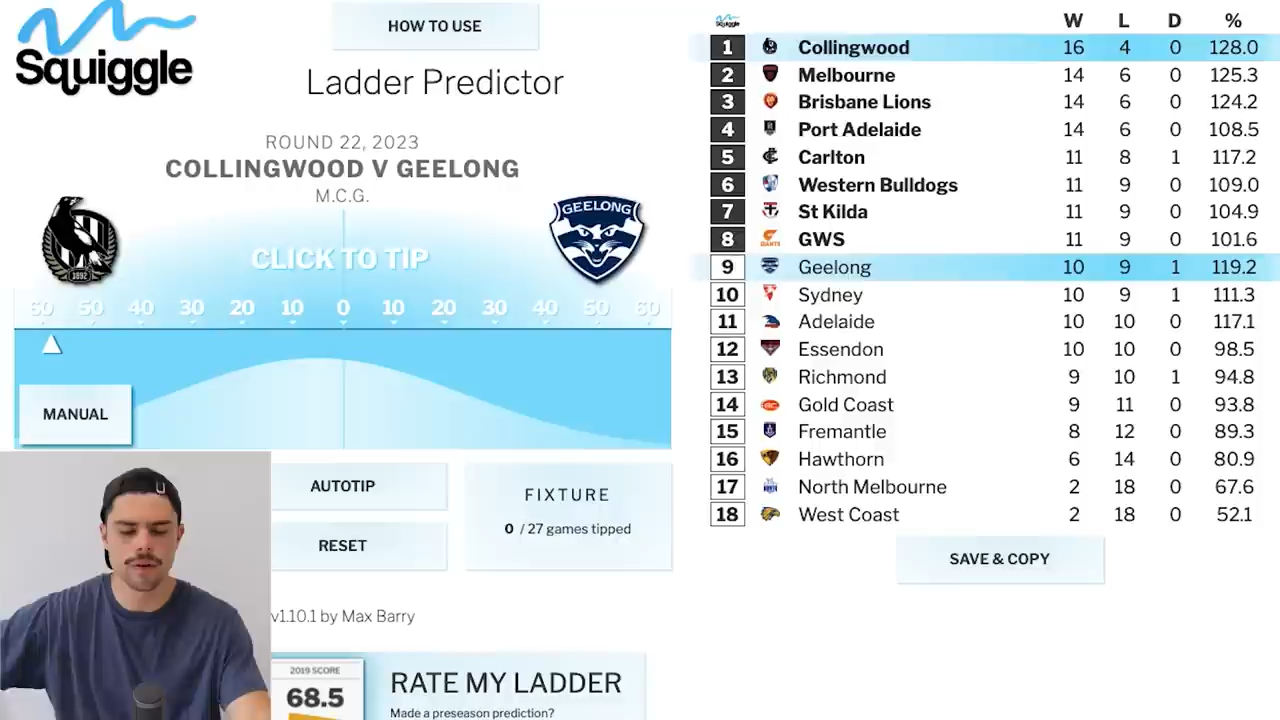 HOW TO USE
Squiggle
Ladder Predictor
ROUND 22, 2023
COLLINGWOOD V GEELONG
M.C.G.
1892
GEELONG
CLICK TO TIP
60 50 40 30 20 10 0 10 20 30 40 50 60
MANUAL
AUTOTIP
RESET
FIXTURE
0 / 27 games tipped
v1.10.1 by Max Barry
2019 SCORE
68.5
RATE MY LADDER
Made a preseason prediction?
Squiggle W L D %
1 Collingwood 16 4 0 128.0
2 Melbourne 14 6 0 125.3
3 Brisbane Lions 14 6 0 124.2
4 Port Adelaide 14 6 0 108.5
5 Carlton 11 8 1 117.2
6 Western Bulldogs 11 9 0 109.0
7 St Kilda 11 9 0 104.9
8 GWS 11 9 0 101.6
9 Geelong 10 9 1 119.2
10 Sydney 10 9 1 111.3
11 Adelaide 10 10 0 117.1
12 Essendon 10 10 0 98.5
13 Richmond 9 10 1 94.8
14 Gold Coast 9 11 0 93.8
15 Fremantle 8 12 0 89.3
16 Hawthorn 6 14 0 80.9
17 North Melbourne 2 18 0 67.6
18 West Coast 2 18 0 52.1
SAVE & COPY